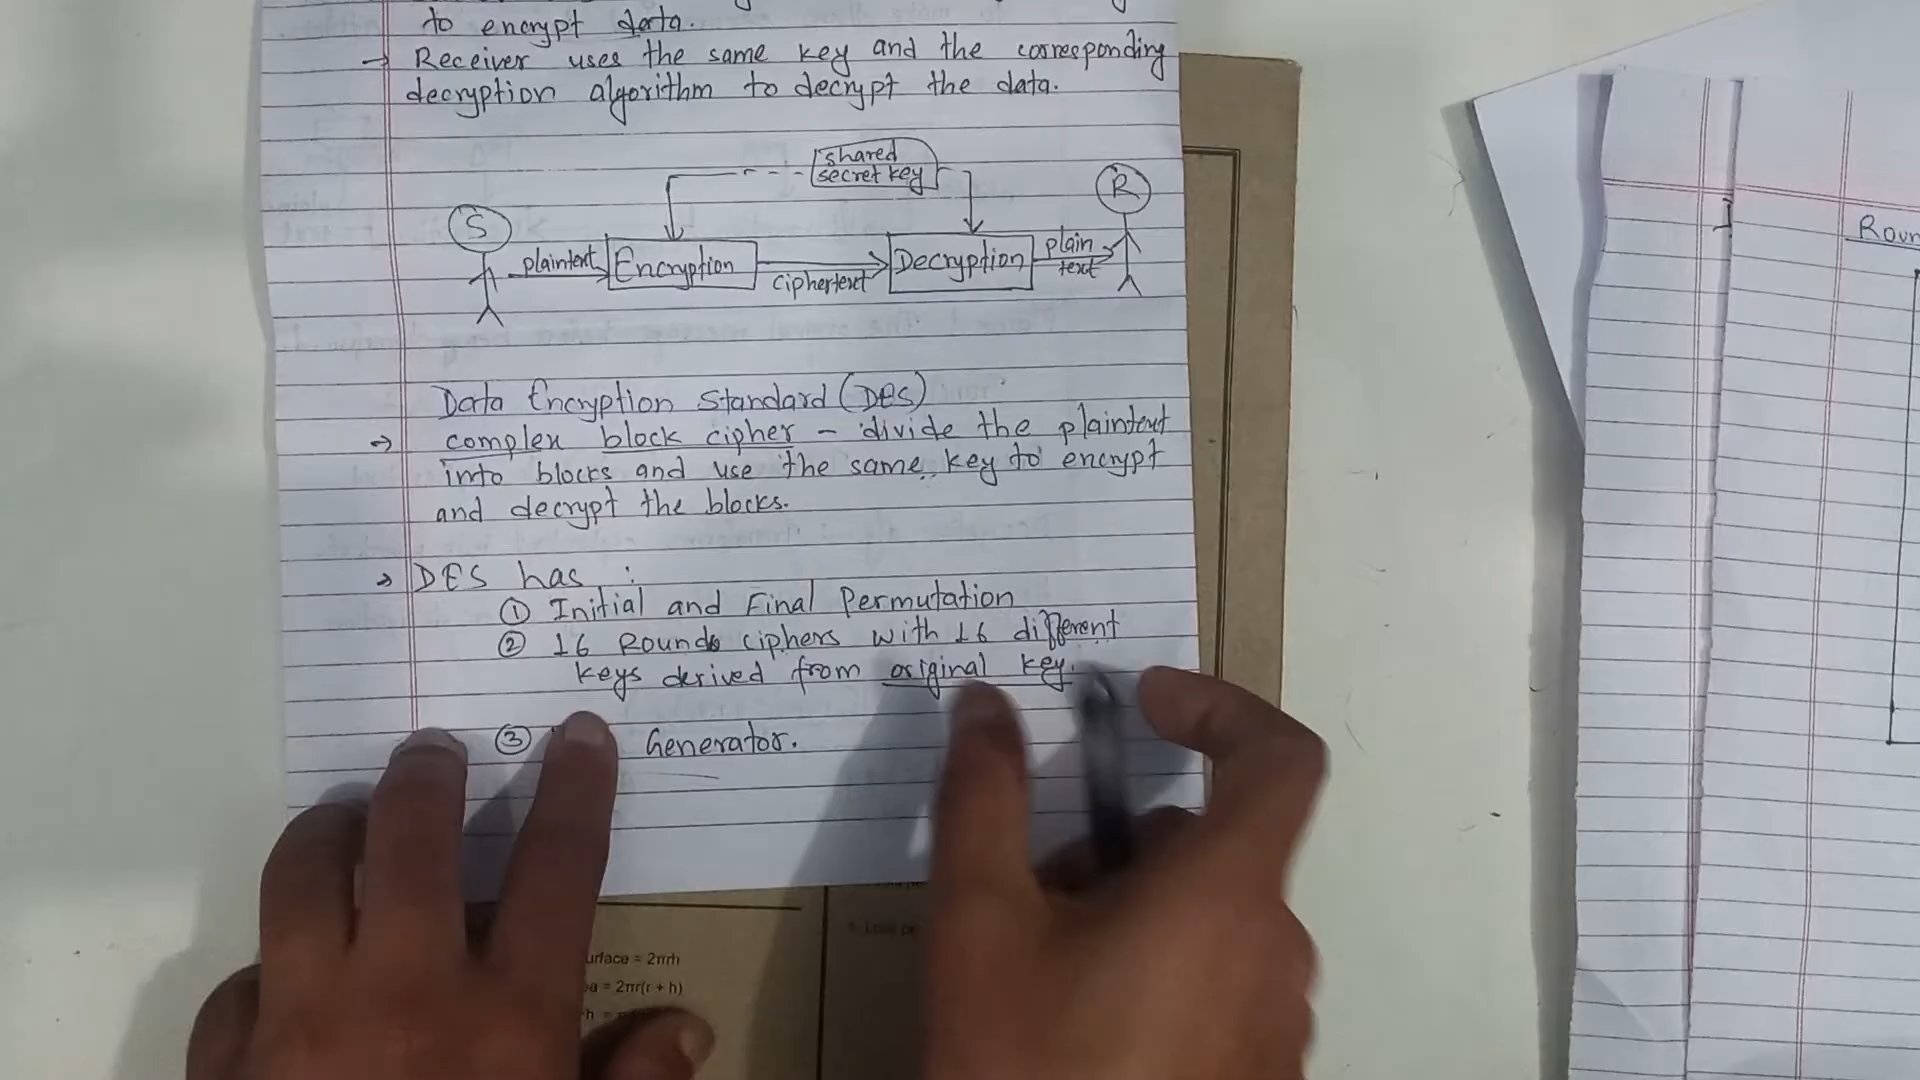 to encrypt data.
→ Receiver uses the same key and the corresponding
decryption algorithm to decrypt the data.
shared
secret key
S
R
plaintext
Encryption
ciphertext
Decryption
plain
text
Data Encryption Standard (DES)
→ complex block cipher - divide the plaintext
into blocks and use the same key to encrypt
and decrypt the blocks.
→ DES has :
① Initial and Final Permutation
② 16 Rounds ciphers with 16 different
keys derived from original key.
③ Generator.
urface = 2πrh
= 2πr(r + h)
h =
Roun